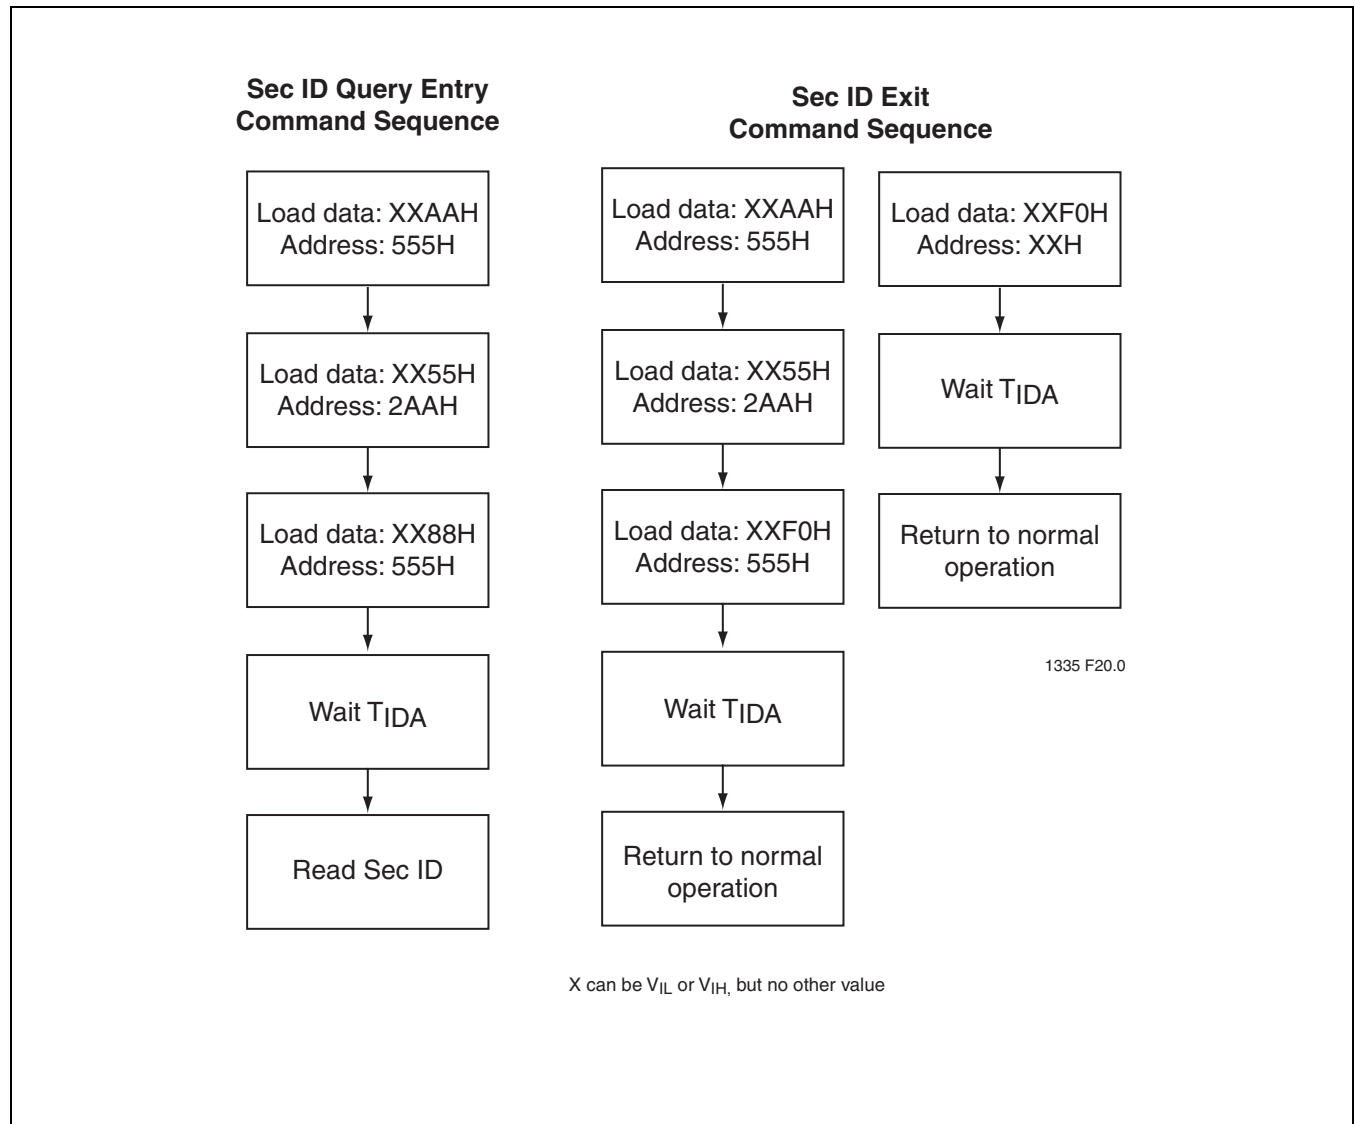 Sec ID Query Entry
Command Sequence
Load data: XXAAH
Address: 555H
Load data: XX55H
Address: 2AAH
Load data: XX88H
Address: 555H
Wait TIDA
Read Sec ID
Sec ID Exit
Command Sequence
Load data: XXAAH
Address: 555H
Load data: XX55H
Address: 2AAH
Load data: XXF0H
Address: 555H
Wait TIDA
Return to normal
operation
Load data: XXF0H
Address: XXH
Wait TIDA
Return to normal
operation
1335 F20.0
X can be VIL or VIH, but no other value